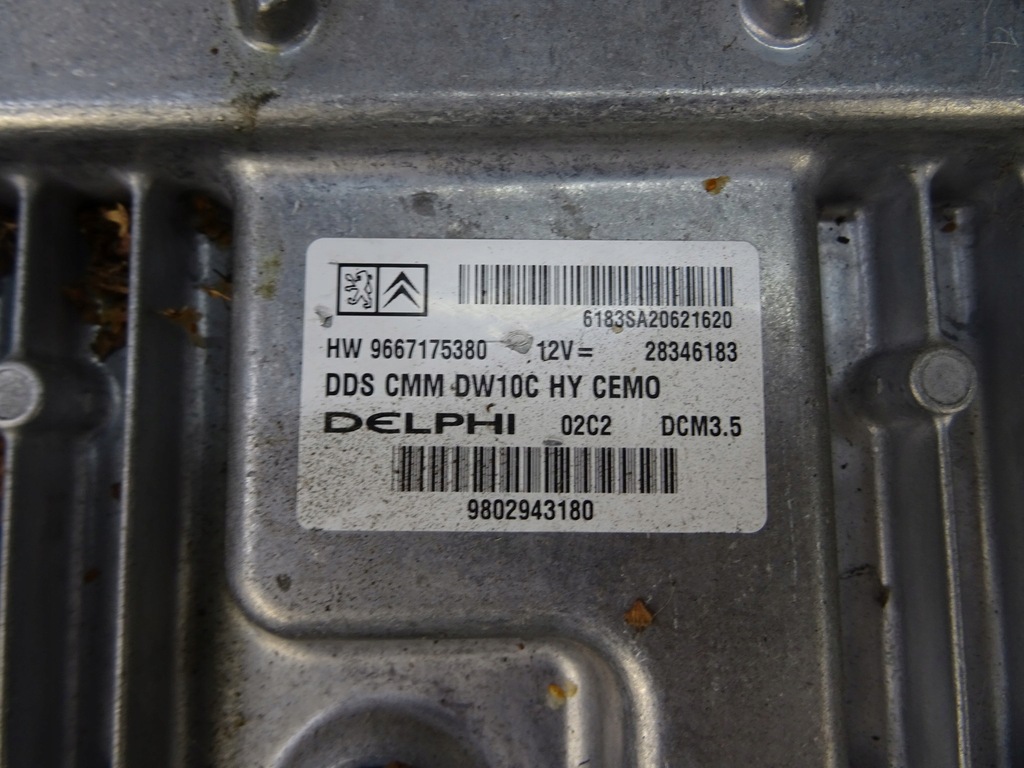 6183SA20621620
HW 9667175380 12V= 28346183
DDS CMM DW10C HY CEMO
DELPHI 02C2 DCM3.5
9802943180